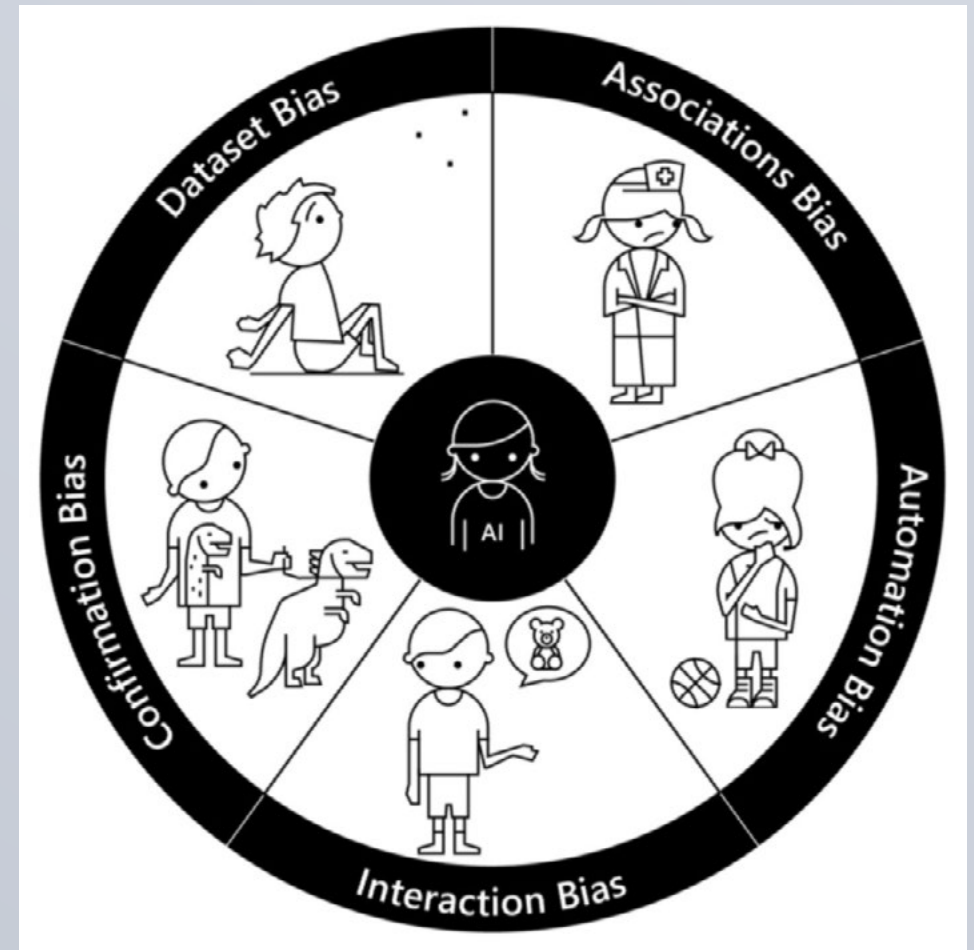 Dataset Bias
Associations Bias
Automation Bias
Interaction Bias
Confirmation Bias
AI